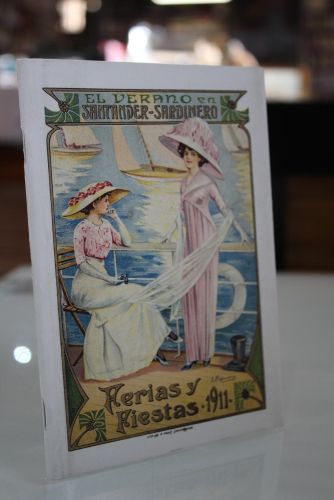 EL VERANO en
SANTANDER-SARDINERO
Ferias y
Fiestas 1911